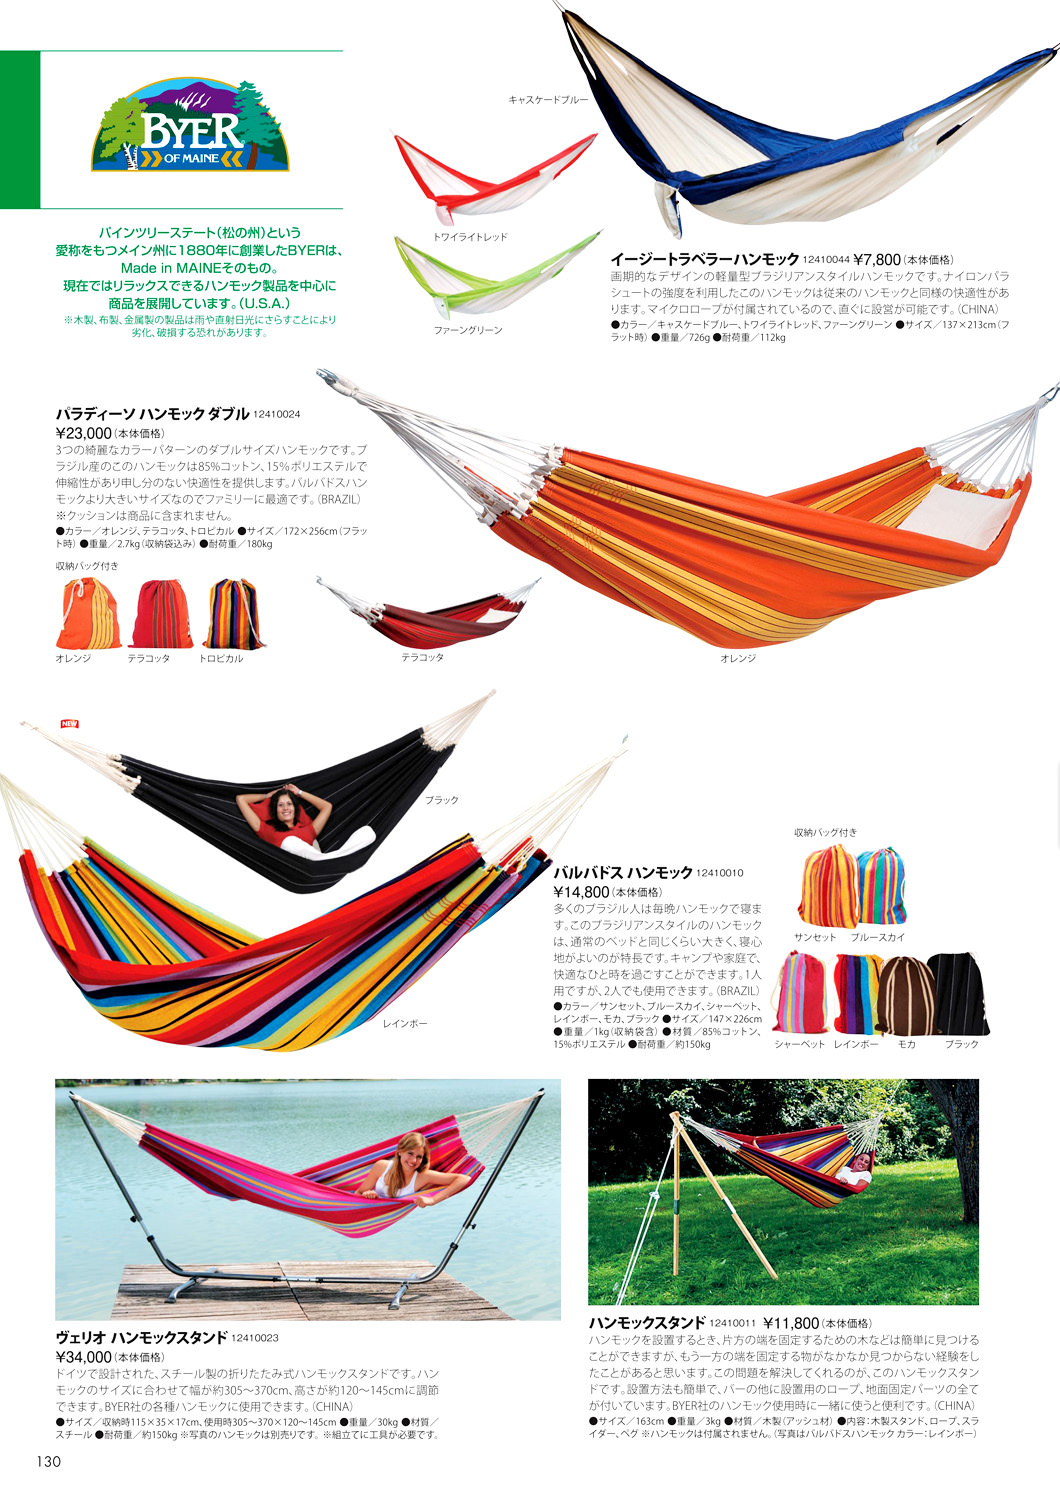 BYER
OF MAINE
パインツリーステート（松の州）という
愛称をもつメイン州に1880年に創業したBYERは、
Made in MAINEそのもの。
現在ではリラックスできるハンモック製品を中心に
商品を展開しています。（U.S.A.）
※木製、布製、金属製の製品は雨や直射日光にさらすことにより
劣化、破損する恐れがあります。
キャスケードブルー
トワイライトレッド
ファーングリーン
イージートラベラーハンモック 12410044 ¥7,800（本体価格）
画期的なデザインの軽量型ブラジリアンスタイルハンモックです。ナイロンパラ
シュートの強度を利用したこのハンモックは従来のハンモックと同様の快適性があ
ります。マイクロロープが付属されているので、直ぐに設営が可能です。（CHINA）
●カラー／キャスケードブルー、トワイライトレッド、ファーングリーン ●サイズ／137×213cm（フ
ラット時） ●重量／726g ●耐荷重／112kg
パラディーソ ハンモック ダブル 12410024
¥23,000（本体価格）
3つの綺麗なカラーパターンのダブルサイズハンモックです。ブ
ラジル産のこのハンモックは85%コットン、15%ポリエステルで
伸縮性があり申し分のない快適性を提供します。バルバドスハン
モックより大きいサイズなのでファミリーに最適です。（BRAZIL）
※クッションは商品に含まれません。
●カラー／オレンジ、テラコッタ、トロピカル ●サイズ／172×256cm（フラッ
ト時） ●重量／2.7kg（収納袋込み） ●耐荷重／180kg
収納バッグ付き
オレンジ
テラコッタ
トロピカル
テラコッタ
オレンジ
NEW
ブラック
レインボー
バルバドス ハンモック 12410010
¥14,800（本体価格）
多くのブラジル人は毎晩ハンモックで寝ま
す。このブラジリアンスタイルのハンモック
は、通常のベッドと同じくらい大きく、寝心
地がよいのが特長です。キャンプや家庭で、
快適なひと時を過ごすことができます。1人
用ですが、2人でも使用できます。（BRAZIL）
●カラー／サンセット、ブルースカイ、シャーベット、
レインボー、モカ、ブラック ●サイズ／147×226cm
●重量／1kg（収納袋含） ●材質／85%コットン、
15%ポリエステル ●耐荷重／約150kg
収納バッグ付き
サンセット
ブルースカイ
シャーベット
レインボー
モカ
ブラック
ヴェリオ ハンモックスタンド 12410023
¥34,000（本体価格）
ドイツで設計された、スチール製の折りたたみ式ハンモックスタンドです。ハン
モックのサイズに合わせて幅が約305～370cm、高さが約120～145cmに調節
できます。BYER社の各種ハンモックに使用できます。（CHINA）
●サイズ／収納時115×35×17cm、使用時305～370×120～145cm ●重量／30kg ●材質／
スチール ●耐荷重／約150kg ※写真のハンモックは別売りです。 ※組立てに工具が必要です。
ハンモックスタンド 12410011 ¥11,800（本体価格）
ハンモックを設置するとき、片方の端を固定するための木などは簡単に見つける
ことができますが、もう一方の端を固定する物がなかなか見つからない経験をし
たことがあると思います。この問題を解決してくれるのが、このハンモックスタン
ドです。設置方法も簡単で、バーの他に設置用のロープ、地面固定パーツの全て
が付いています。BYER社のハンモック使用時に一緒に使うと便利です。（CHINA）
●サイズ／163cm ●重量／3kg ●材質／木製（アッシュ材） ●内容：木製スタンド、ロープ、スラ
イダー、ペグ ※ハンモックは付属されません。（写真はバルバドスハンモック カラー：レインボー）
130